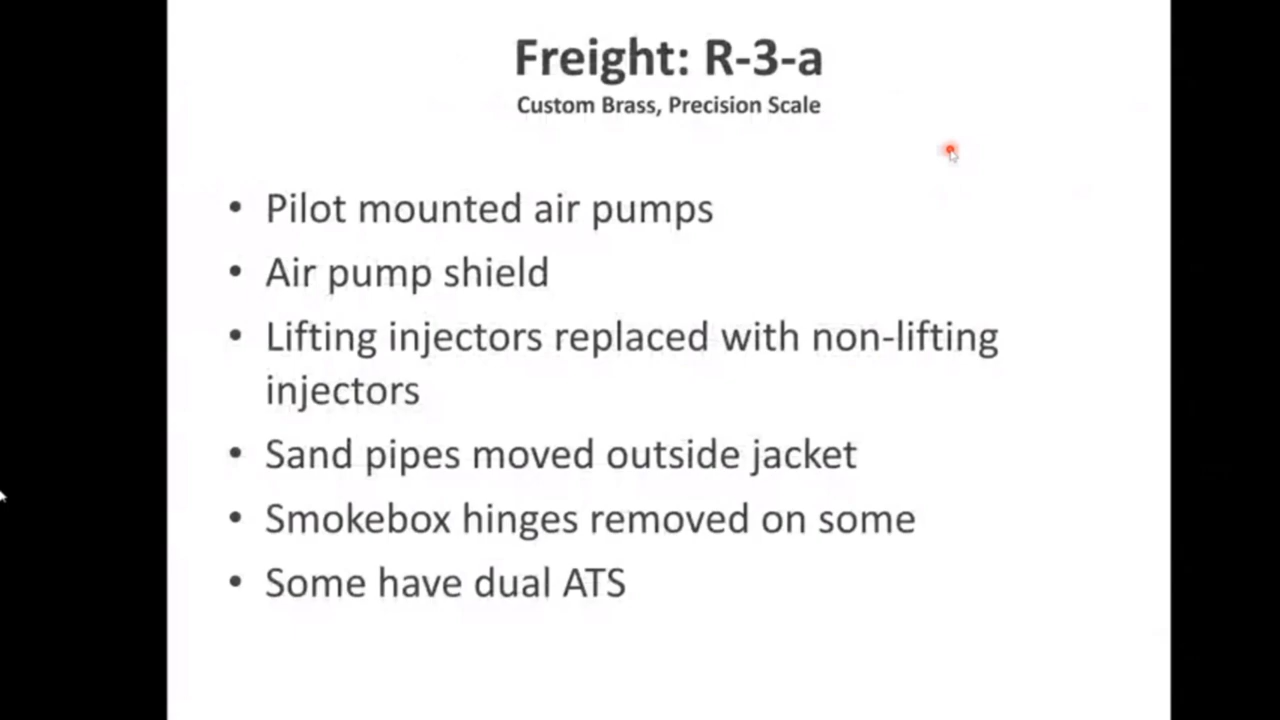 Freight: R-3-a
Custom Brass, Precision Scale
• Pilot mounted air pumps
• Air pump shield
• Lifting injectors replaced with non-lifting
injectors
• Sand pipes moved outside jacket
• Smokebox hinges removed on some
• Some have dual ATS